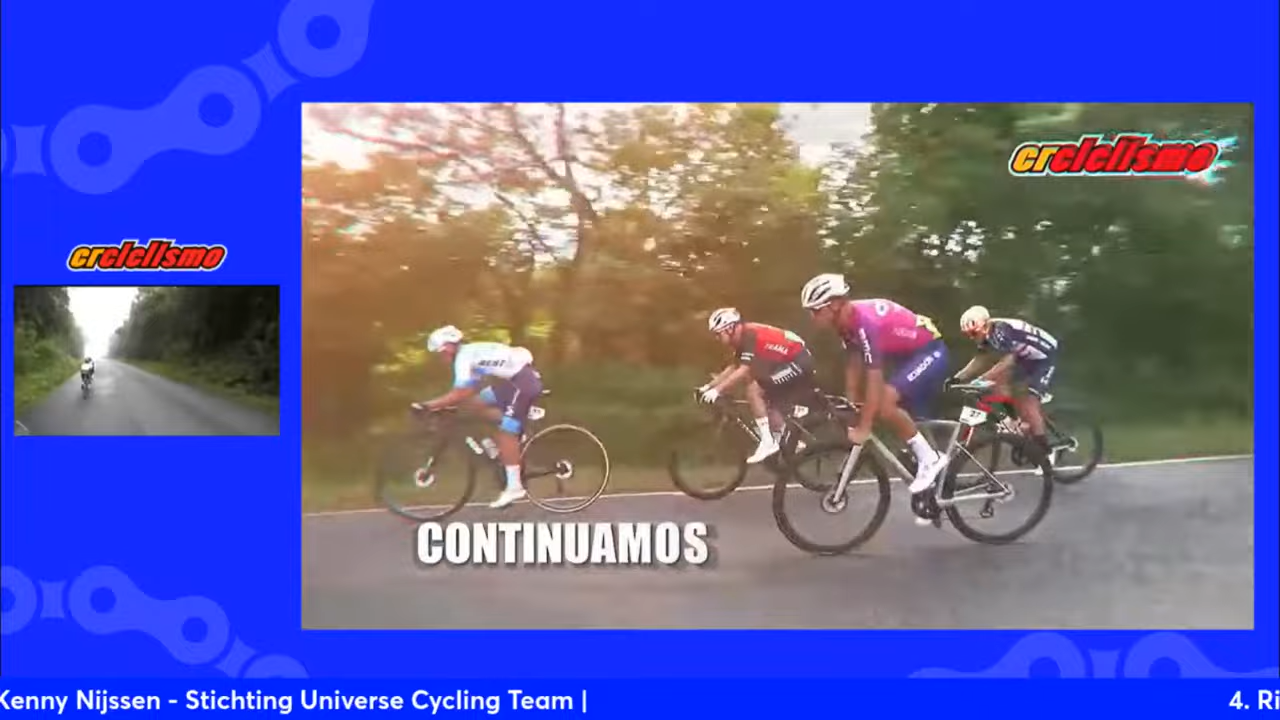 crciclismo
crciclismo
CONTINUAMOS
Kenny Nijssen - Stichting Universe Cycling Team |
4. Ri